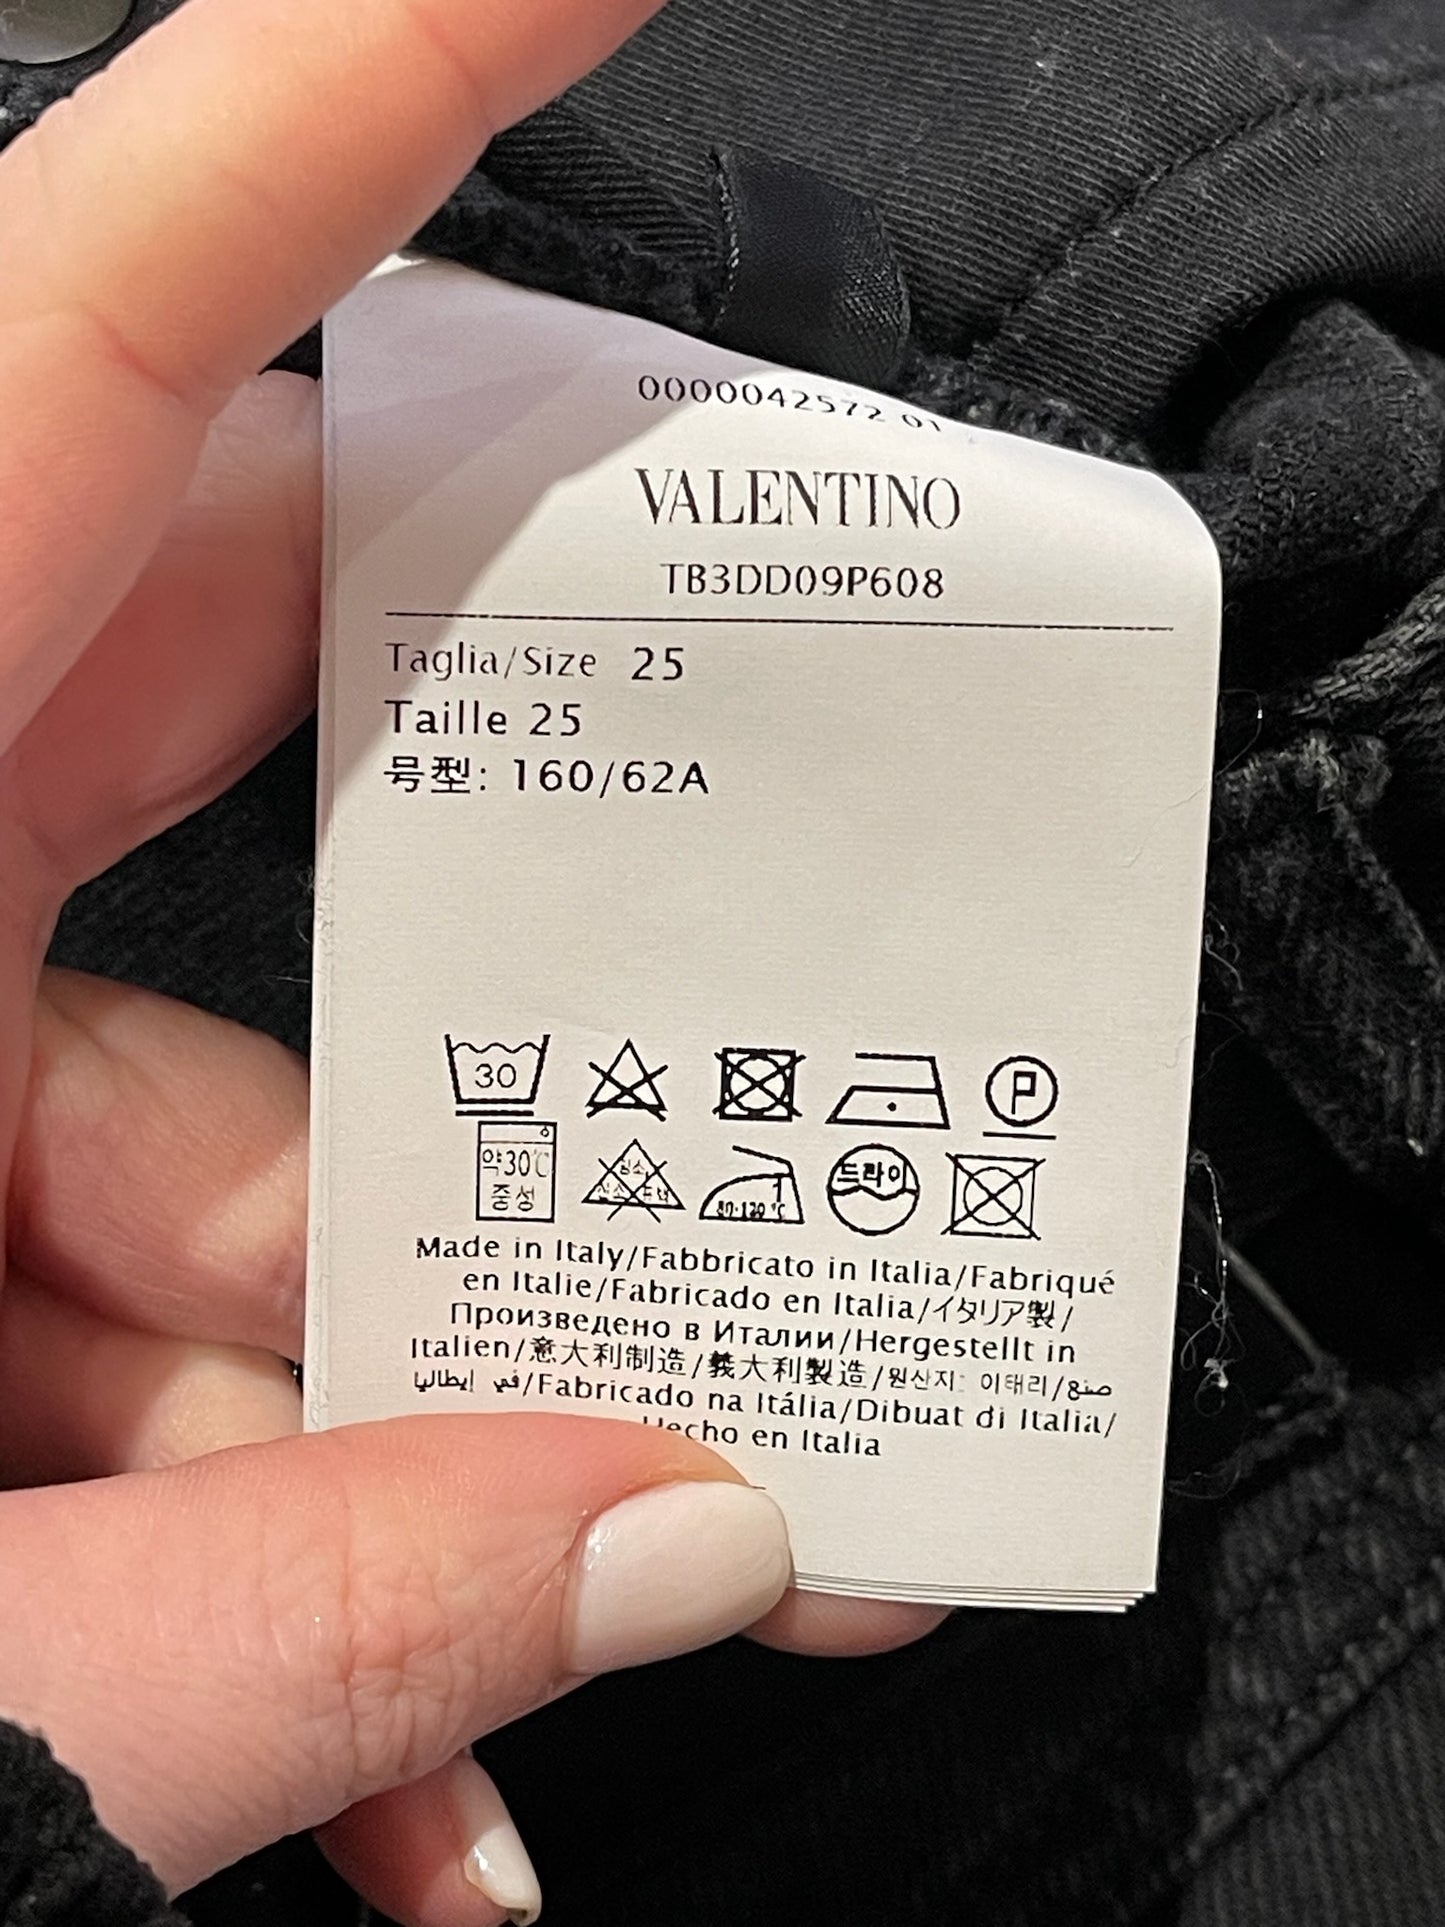 0000042572 01
VALENTINO
TB3DD09P608
Taglia/Size 25
Taille 25
号型: 160/62A
30
P
약30℃
중성
80-120℃
드라이
Made in Italy/Fabbricato in Italia/Fabriqué
en Italie/Fabricado en Italia/イタリア製/
Произведено в Италии/Hergestellt in
Italien/意大利制造/義大利製造/원산지: 이태리/صنع
في إيطاليا/Fabricado na Itália/Dibuat di Italia/
Hecho en Italia